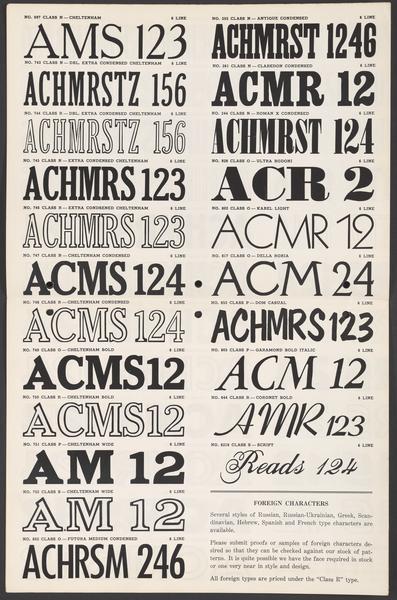 NO. 687 CLASS N — CHELTENHAM 6 LINE
AMS 123
NO. 743 CLASS N — DBL. EXTRA CONDENSED CHELTENHAM 6 LINE
ACHMRSTZ 156
NO. 744 CLASS R — DBL. EXTRA CONDENSED CHELTENHAM 6 LINE
ACHMRSTZ 156
NO. 745 CLASS N — EXTRA CONDENSED CHELTENHAM 6 LINE
ACHMRS 123
NO. 746 CLASS R — EXTRA CONDENSED CHELTENHAM 6 LINE
ACHMRS 123
NO. 747 CLASS N — CHELTENHAM CONDENSED 6 LINE
ACMS 124
NO. 748 CLASS R — CHELTENHAM CONDENSED 6 LINE
ACMS 124
NO. 749 CLASS O — CHELTENHAM BOLD 6 LINE
ACMS12
NO. 750 CLASS R — CHELTENHAM BOLD 6 LINE
ACMS12
NO. 751 CLASS P — CHELTENHAM WIDE 6 LINE
AM 12
NO. 752 CLASS S — CHELTENHAM WIDE 6 LINE
AM 12
NO. 802 CLASS O — FUTURA MEDIUM CONDENSED 6 LINE
ACHRSM 246
NO. 255 CLASS N — ANTIQUE CONDENSED 6 LINE
ACHMRST 1246
NO. 261 CLASS N — CLARENDON CONDENSED 6 LINE
ACMR 12
NO. 244 CLASS N — ROMAN X CONDENSED 6 LINE
ACHMRST 124
NO. 828 CLASS O — ULTRA BODONI 6 LINE
ACR 2
NO. 802 CLASS O — KABEL LIGHT 6 LINE
ACMR 12
NO. 617 CLASS O — DELLA ROBIA 6 LINE
ACM 24
NO. 853 CLASS P — DOM CASUAL 6 LINE
ACHMRS 123
NO. 803 CLASS P — GARAMOND BOLD ITALIC 6 LINE
ACM 12
NO. 644 CLASS R — CORONET BOLD 6 LINE
AMR 123
CLASS S — SCRIPT 6 LINE
Reads 124
FOREIGN CHARACTERS
Several styles of Russian, Russian-Ukrainian, Greek, Scan-
dinavian, Hebrew, Spanish and French type characters are
available.
Please submit proofs or samples of foreign characters de-
sired so that they can be checked against our stock of pat-
terns. It is quite possible we have the face required in stock
or one very near in style and design.
All foreign types are priced under the "Class R" type.